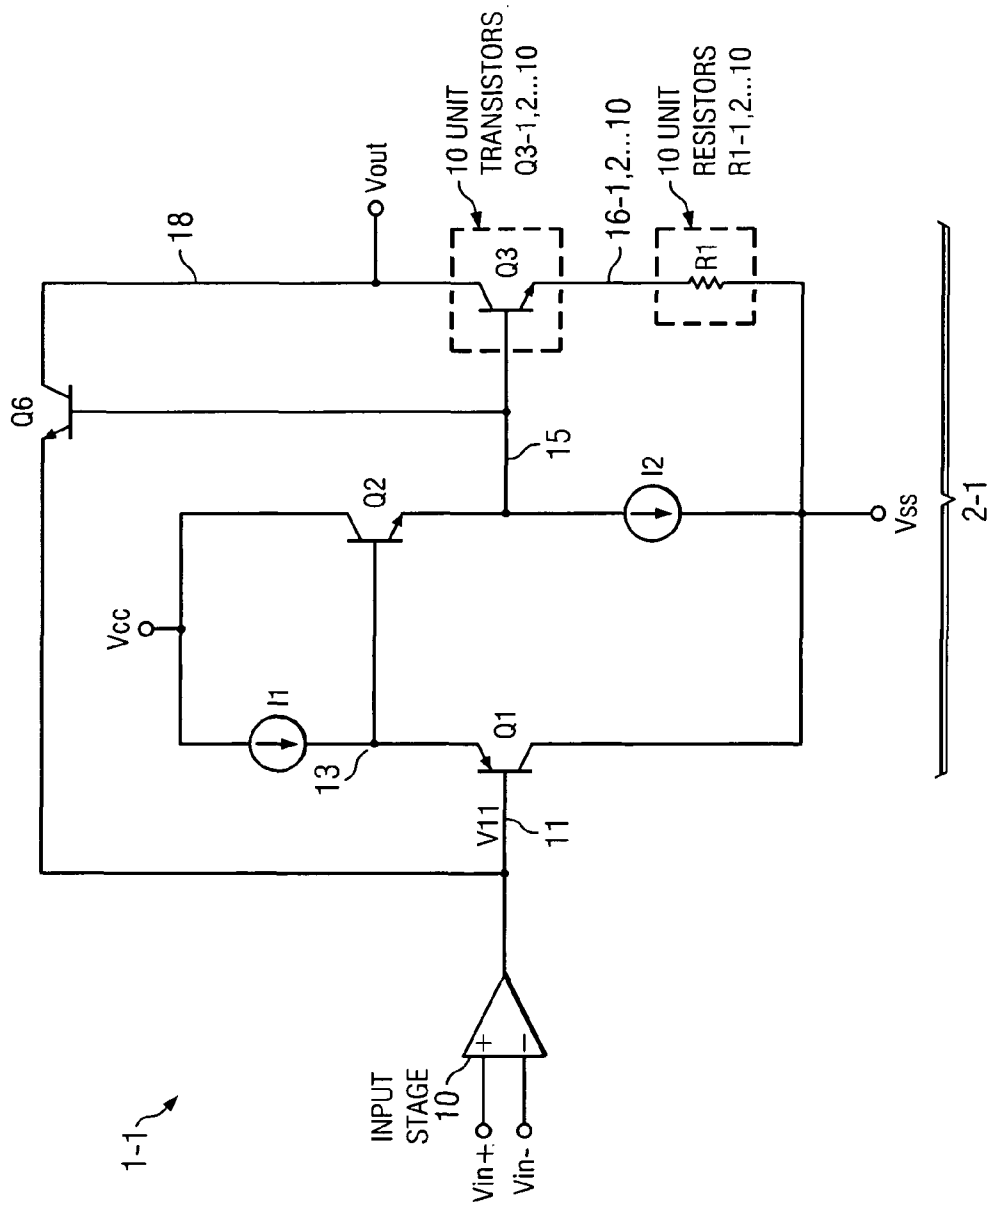 1-1
INPUT
STAGE
10
Vin+
Vin-
V11
11
Q1
13
I1
Vcc
Q2
15
I2
Vss
Q6
18
Vout
Q3
10 UNIT
TRANSISTORS
Q3-1,2...10
16-1,2...10
R1
10 UNIT
RESISTORS
R1-1,2...10
2-1
+
−